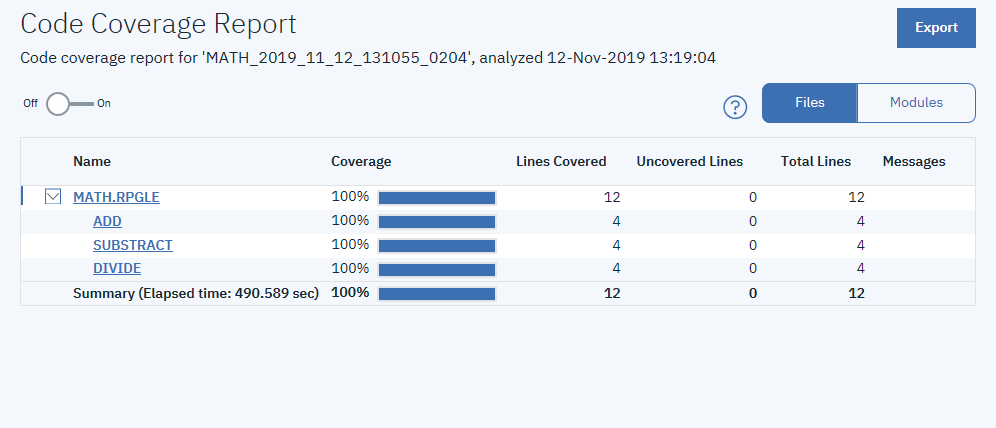 Code Coverage Report
Export
Code coverage report for 'MATH_2019_11_12_131055_0204', analyzed 12-Nov-2019 13:19:04
Off On
? Files Modules
Name Coverage Lines Covered Uncovered Lines Total Lines Messages
MATH.RPGLE 100% 12 0 12
ADD 100% 4 0 4
SUBSTRACT 100% 4 0 4
DIVIDE 100% 4 0 4
Summary (Elapsed time: 490.589 sec) 100% 12 0 12